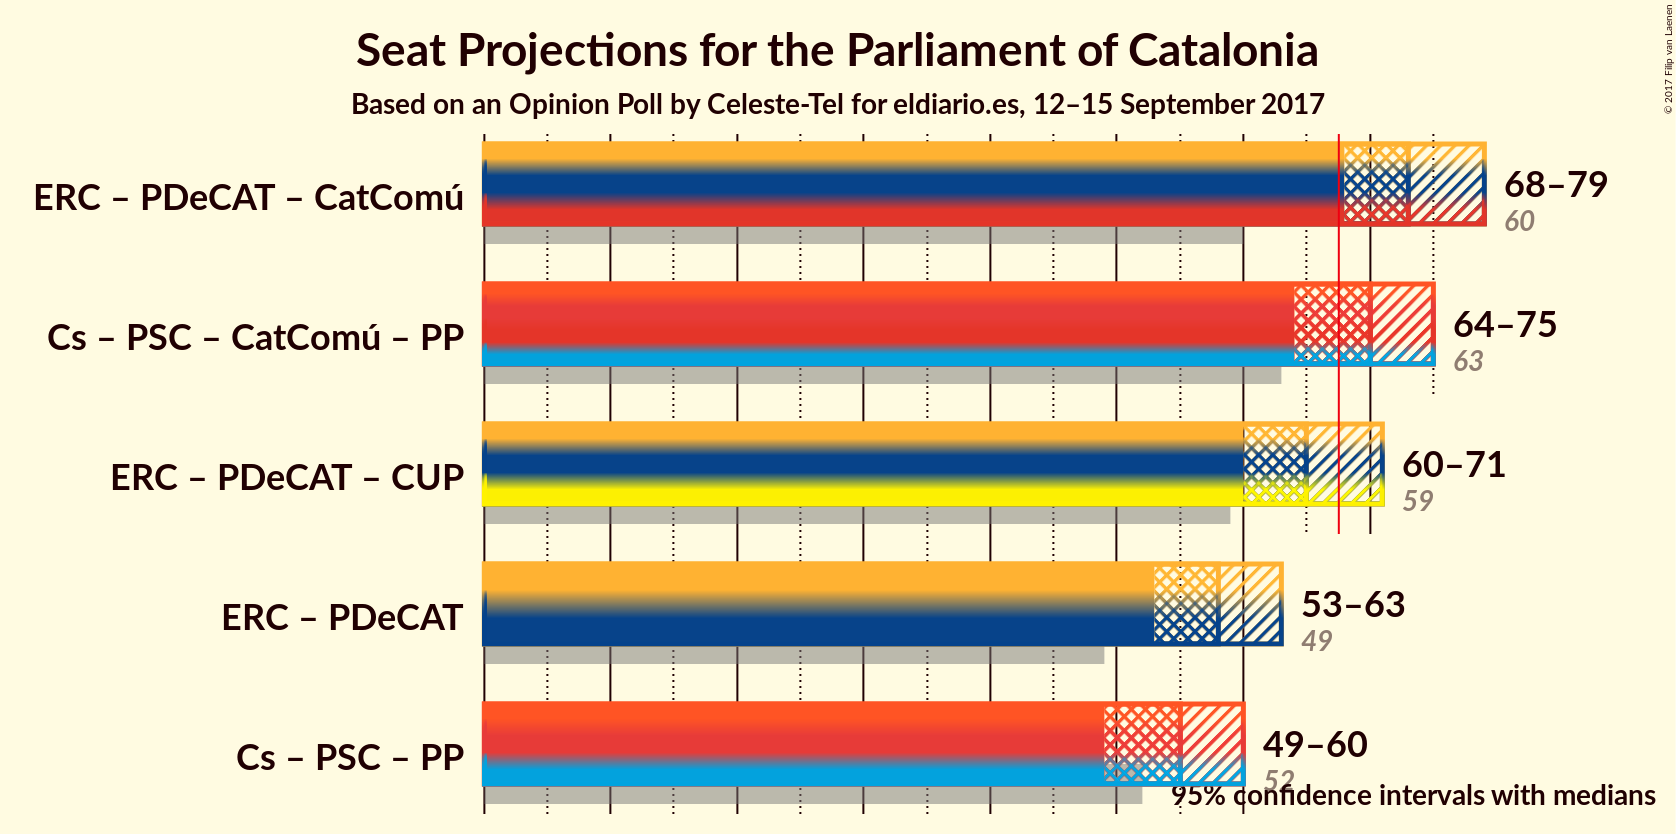 Seat Projections for the Parliament of Catalonia
Based on an Opinion Poll by Celeste-Tel for eldiario.es, 12–15 September 2017
© 2017 Filip van Laenen
ERC – PDeCAT – CatComú
68–79
60
Cs – PSC – CatComú – PP
64–75
63
ERC – PDeCAT – CUP
60–71
59
ERC – PDeCAT
53–63
49
Cs – PSC – PP
49–60
52
95% confidence intervals with medians